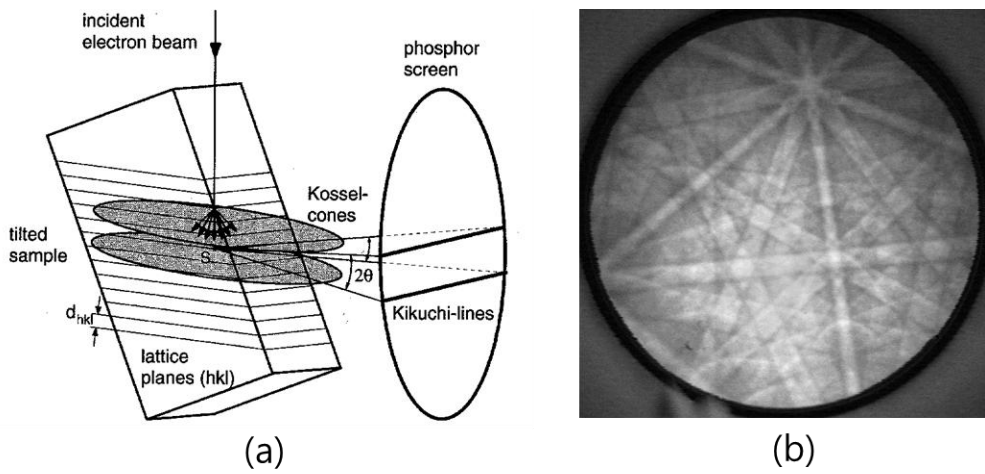 incident
electron beam
phosphor
screen
Kossel-
cones
tilted
sample
S
2θ
d_hkl
Kikuchi-lines
lattice
planes (hkl)
(a)
(b)